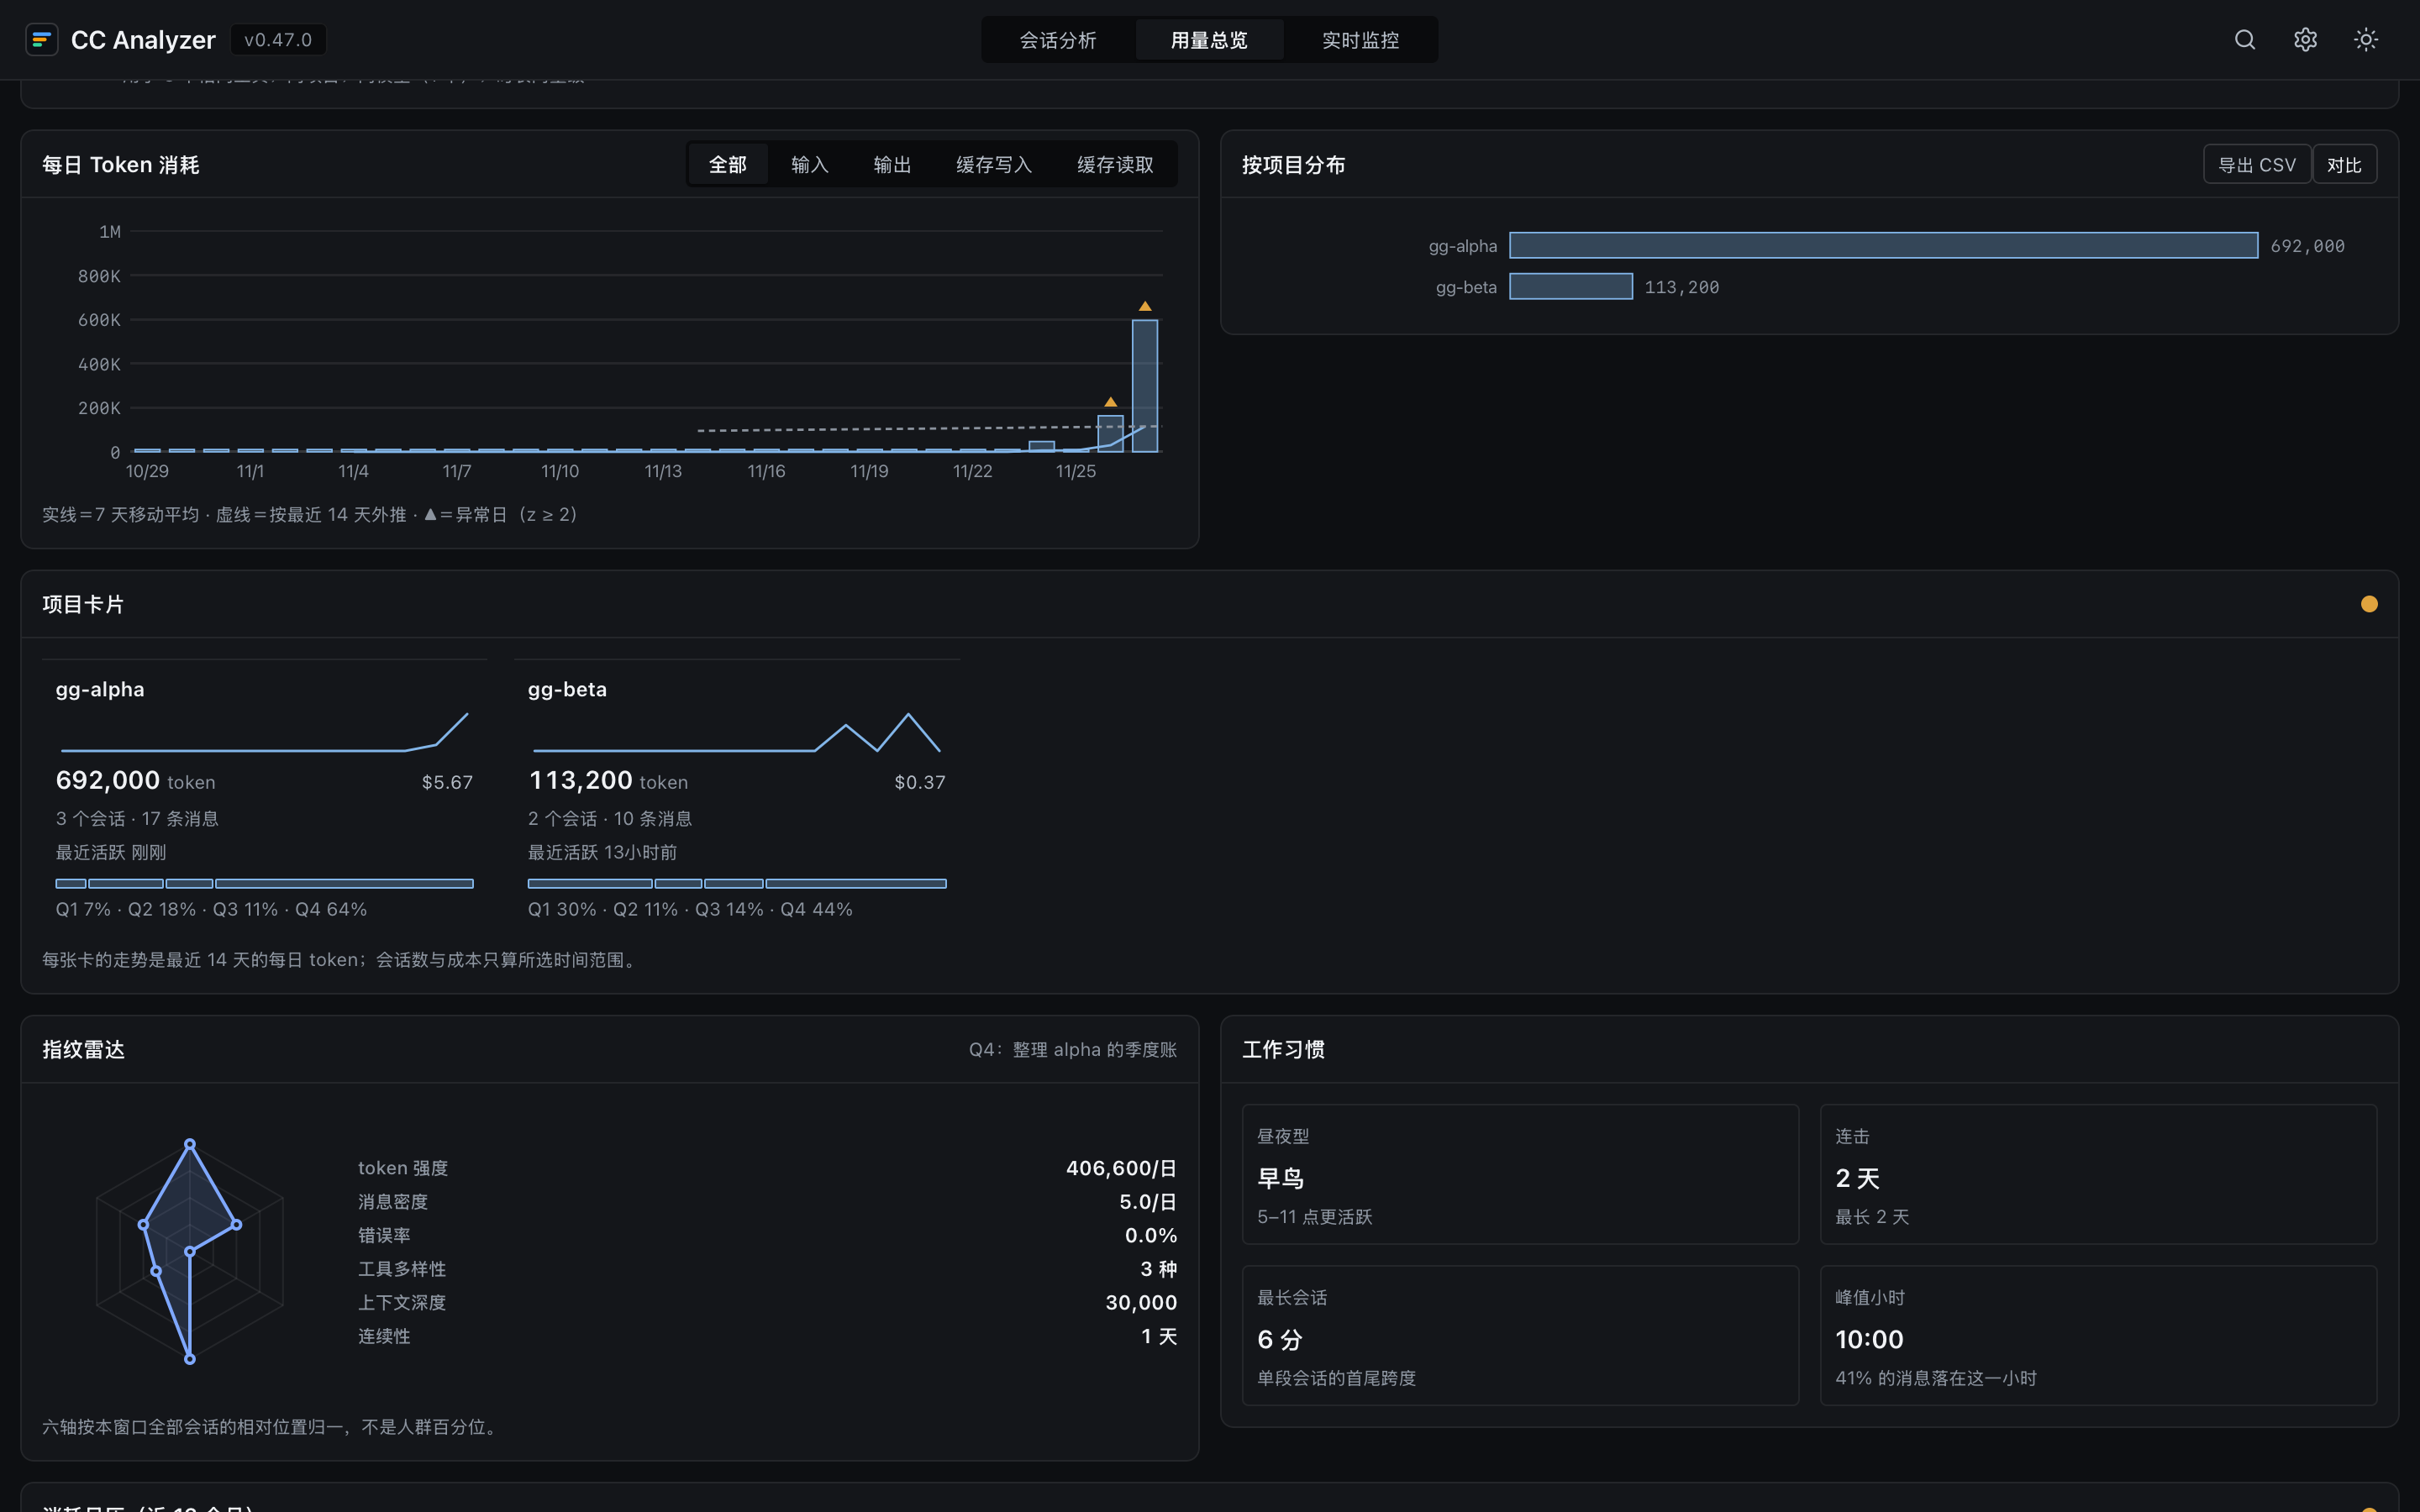 CC Analyzer v0.47.0
会话分析 用量总览 实时监控
每日 Token 消耗
全部 输入 输出 缓存写入 缓存读取
1M
800K
600K
400K
200K
0
10/29 11/1 11/4 11/7 11/10 11/13 11/16 11/19 11/22 11/25
实线＝7 天移动平均 · 虚线＝按最近 14 天外推 · ▲＝异常日（z ≥ 2）
按项目分布
导出 CSV 对比
gg-alpha 692,000
gg-beta 113,200
项目卡片
gg-alpha
692,000 token $5.67
3 个会话 · 17 条消息
最近活跃 刚刚
Q1 7% · Q2 18% · Q3 11% · Q4 64%
gg-beta
113,200 token $0.37
2 个会话 · 10 条消息
最近活跃 13小时前
Q1 30% · Q2 11% · Q3 14% · Q4 44%
每张卡的走势是最近 14 天的每日 token；会话数与成本只算所选时间范围。
指纹雷达 Q4：整理 alpha 的季度账
token 强度 406,600/日
消息密度 5.0/日
错误率 0.0%
工具多样性 3 种
上下文深度 30,000
连续性 1 天
六轴按本窗口全部会话的相对位置归一，不是人群百分位。
工作习惯
昼夜型
早鸟
5–11 点更活跃
连击
2 天
最长 2 天
最长会话
6 分
单段会话的首尾跨度
峰值小时
10:00
41% 的消息落在这一小时